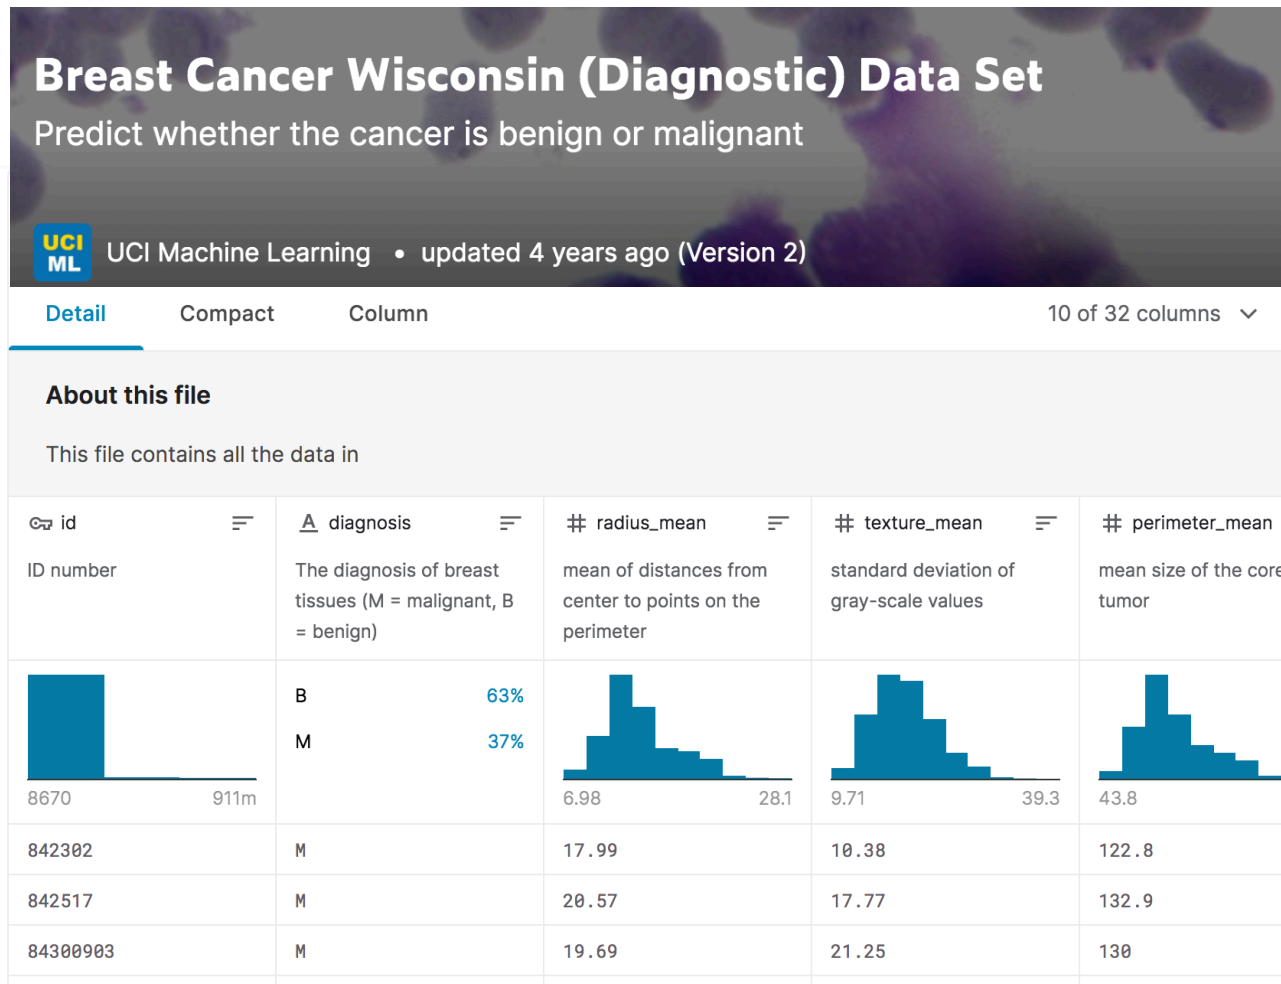 Breast Cancer Wisconsin (Diagnostic) Data Set
Predict whether the cancer is benign or malignant
UCI
ML
UCI Machine Learning • updated 4 years ago (Version 2)
Detail Compact Column 10 of 32 columns
About this file
This file contains all the data in
id A diagnosis # radius_mean # texture_mean # perimeter_mean
ID number The diagnosis of breast mean of distances from standard deviation of mean size of the core
tissues (M = malignant, B center to points on the gray-scale values tumor
= benign) perimeter
B 63%
M 37%
8670 911m 6.98 28.1 9.71 39.3 43.8
842302 M 17.99 10.38 122.8
842517 M 20.57 17.77 132.9
84300903 M 19.69 21.25 130